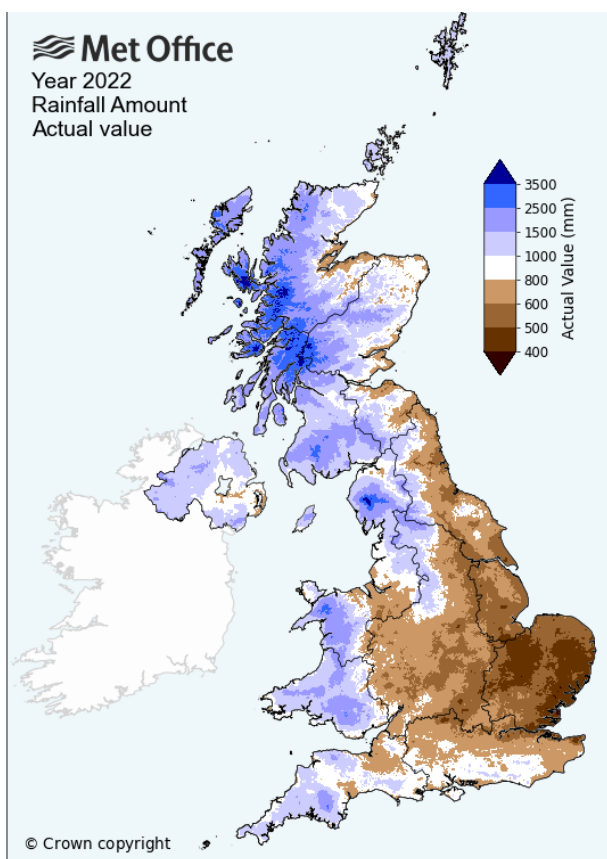 Met Office
Year 2022
Rainfall Amount
Actual value
3500
2500
1500
1000
800
600
500
400
Actual Value (mm)
© Crown copyright